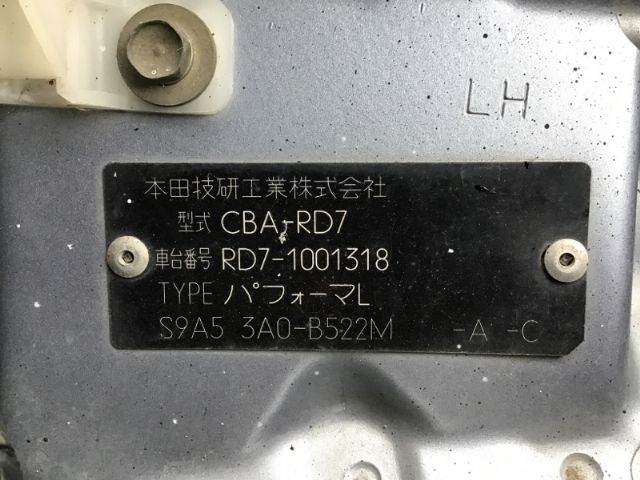 LH
本田技研工業株式会社
型式 CBA-RD7
車台番号 RD7-1001318
TYPE パフォーマL
S9A5 3A0-B522M -A -C